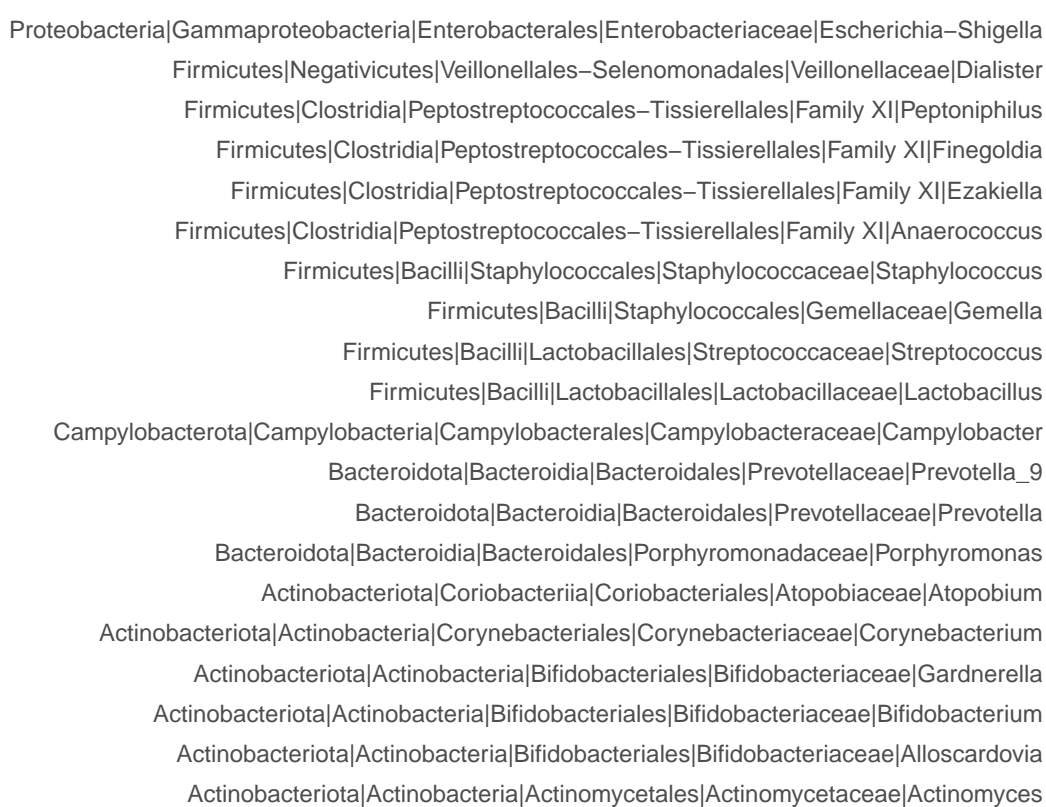 Proteobacteria|Gammaproteobacteria|Enterobacterales|Enterobacteriaceae|Escherichia−Shigella
Firmicutes|Negativicutes|Veillonellales−Selenomonadales|Veillonellaceae|Dialister
Firmicutes|Clostridia|Peptostreptococcales−Tissierellales|Family XI|Peptoniphilus
Firmicutes|Clostridia|Peptostreptococcales−Tissierellales|Family XI|Finegoldia
Firmicutes|Clostridia|Peptostreptococcales−Tissierellales|Family XI|Ezakiella
Firmicutes|Clostridia|Peptostreptococcales−Tissierellales|Family XI|Anaerococcus
Firmicutes|Bacilli|Staphylococcales|Staphylococcaceae|Staphylococcus
Firmicutes|Bacilli|Staphylococcales|Gemellaceae|Gemella
Firmicutes|Bacilli|Lactobacillales|Streptococcaceae|Streptococcus
Firmicutes|Bacilli|Lactobacillales|Lactobacillaceae|Lactobacillus
Campylobacterota|Campylobacteria|Campylobacterales|Campylobacteraceae|Campylobacter
Bacteroidota|Bacteroidia|Bacteroidales|Prevotellaceae|Prevotella_9
Bacteroidota|Bacteroidia|Bacteroidales|Prevotellaceae|Prevotella
Bacteroidota|Bacteroidia|Bacteroidales|Porphyromonadaceae|Porphyromonas
Actinobacteriota|Coriobacteriia|Coriobacteriales|Atopobiaceae|Atopobium
Actinobacteriota|Actinobacteria|Corynebacteriales|Corynebacteriaceae|Corynebacterium
Actinobacteriota|Actinobacteria|Bifidobacteriales|Bifidobacteriaceae|Gardnerella
Actinobacteriota|Actinobacteria|Bifidobacteriales|Bifidobacteriaceae|Bifidobacterium
Actinobacteriota|Actinobacteria|Bifidobacteriales|Bifidobacteriaceae|Alloscardovia
Actinobacteriota|Actinobacteria|Actinomycetales|Actinomycetaceae|Actinomyces